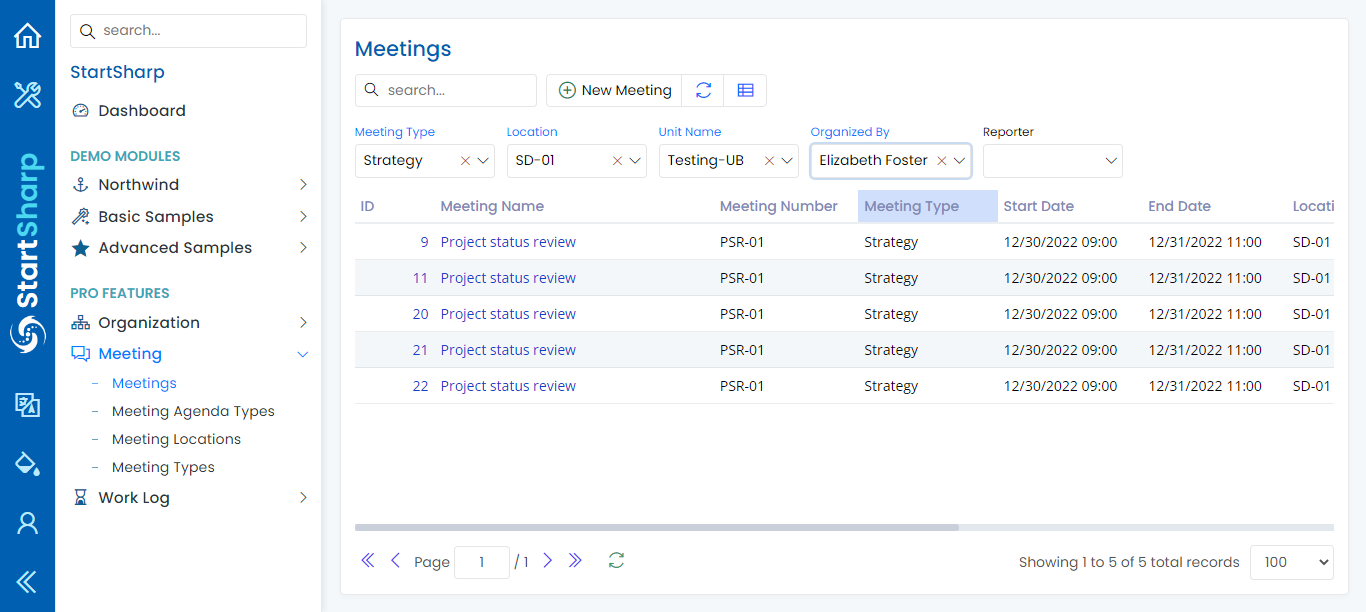 StartSharp
search...
StartSharp
Dashboard
DEMO MODULES
Northwind
Basic Samples
Advanced Samples
PRO FEATURES
Organization
Meeting
Meetings
Meeting Agenda Types
Meeting Locations
Meeting Types
Work Log
Meetings
search... New Meeting
Meeting Type Location Unit Name Organized By Reporter
Strategy SD-01 Testing-UB Elizabeth Foster
ID Meeting Name Meeting Number Meeting Type Start Date End Date Locati
9 Project status review PSR-01 Strategy 12/30/2022 09:00 12/31/2022 11:00 SD-01
11 Project status review PSR-01 Strategy 12/30/2022 09:00 12/31/2022 11:00 SD-01
20 Project status review PSR-01 Strategy 12/30/2022 09:00 12/31/2022 11:00 SD-01
21 Project status review PSR-01 Strategy 12/30/2022 09:00 12/31/2022 11:00 SD-01
22 Project status review PSR-01 Strategy 12/30/2022 09:00 12/31/2022 11:00 SD-01
Page 1 / 1 Showing 1 to 5 of 5 total records 100